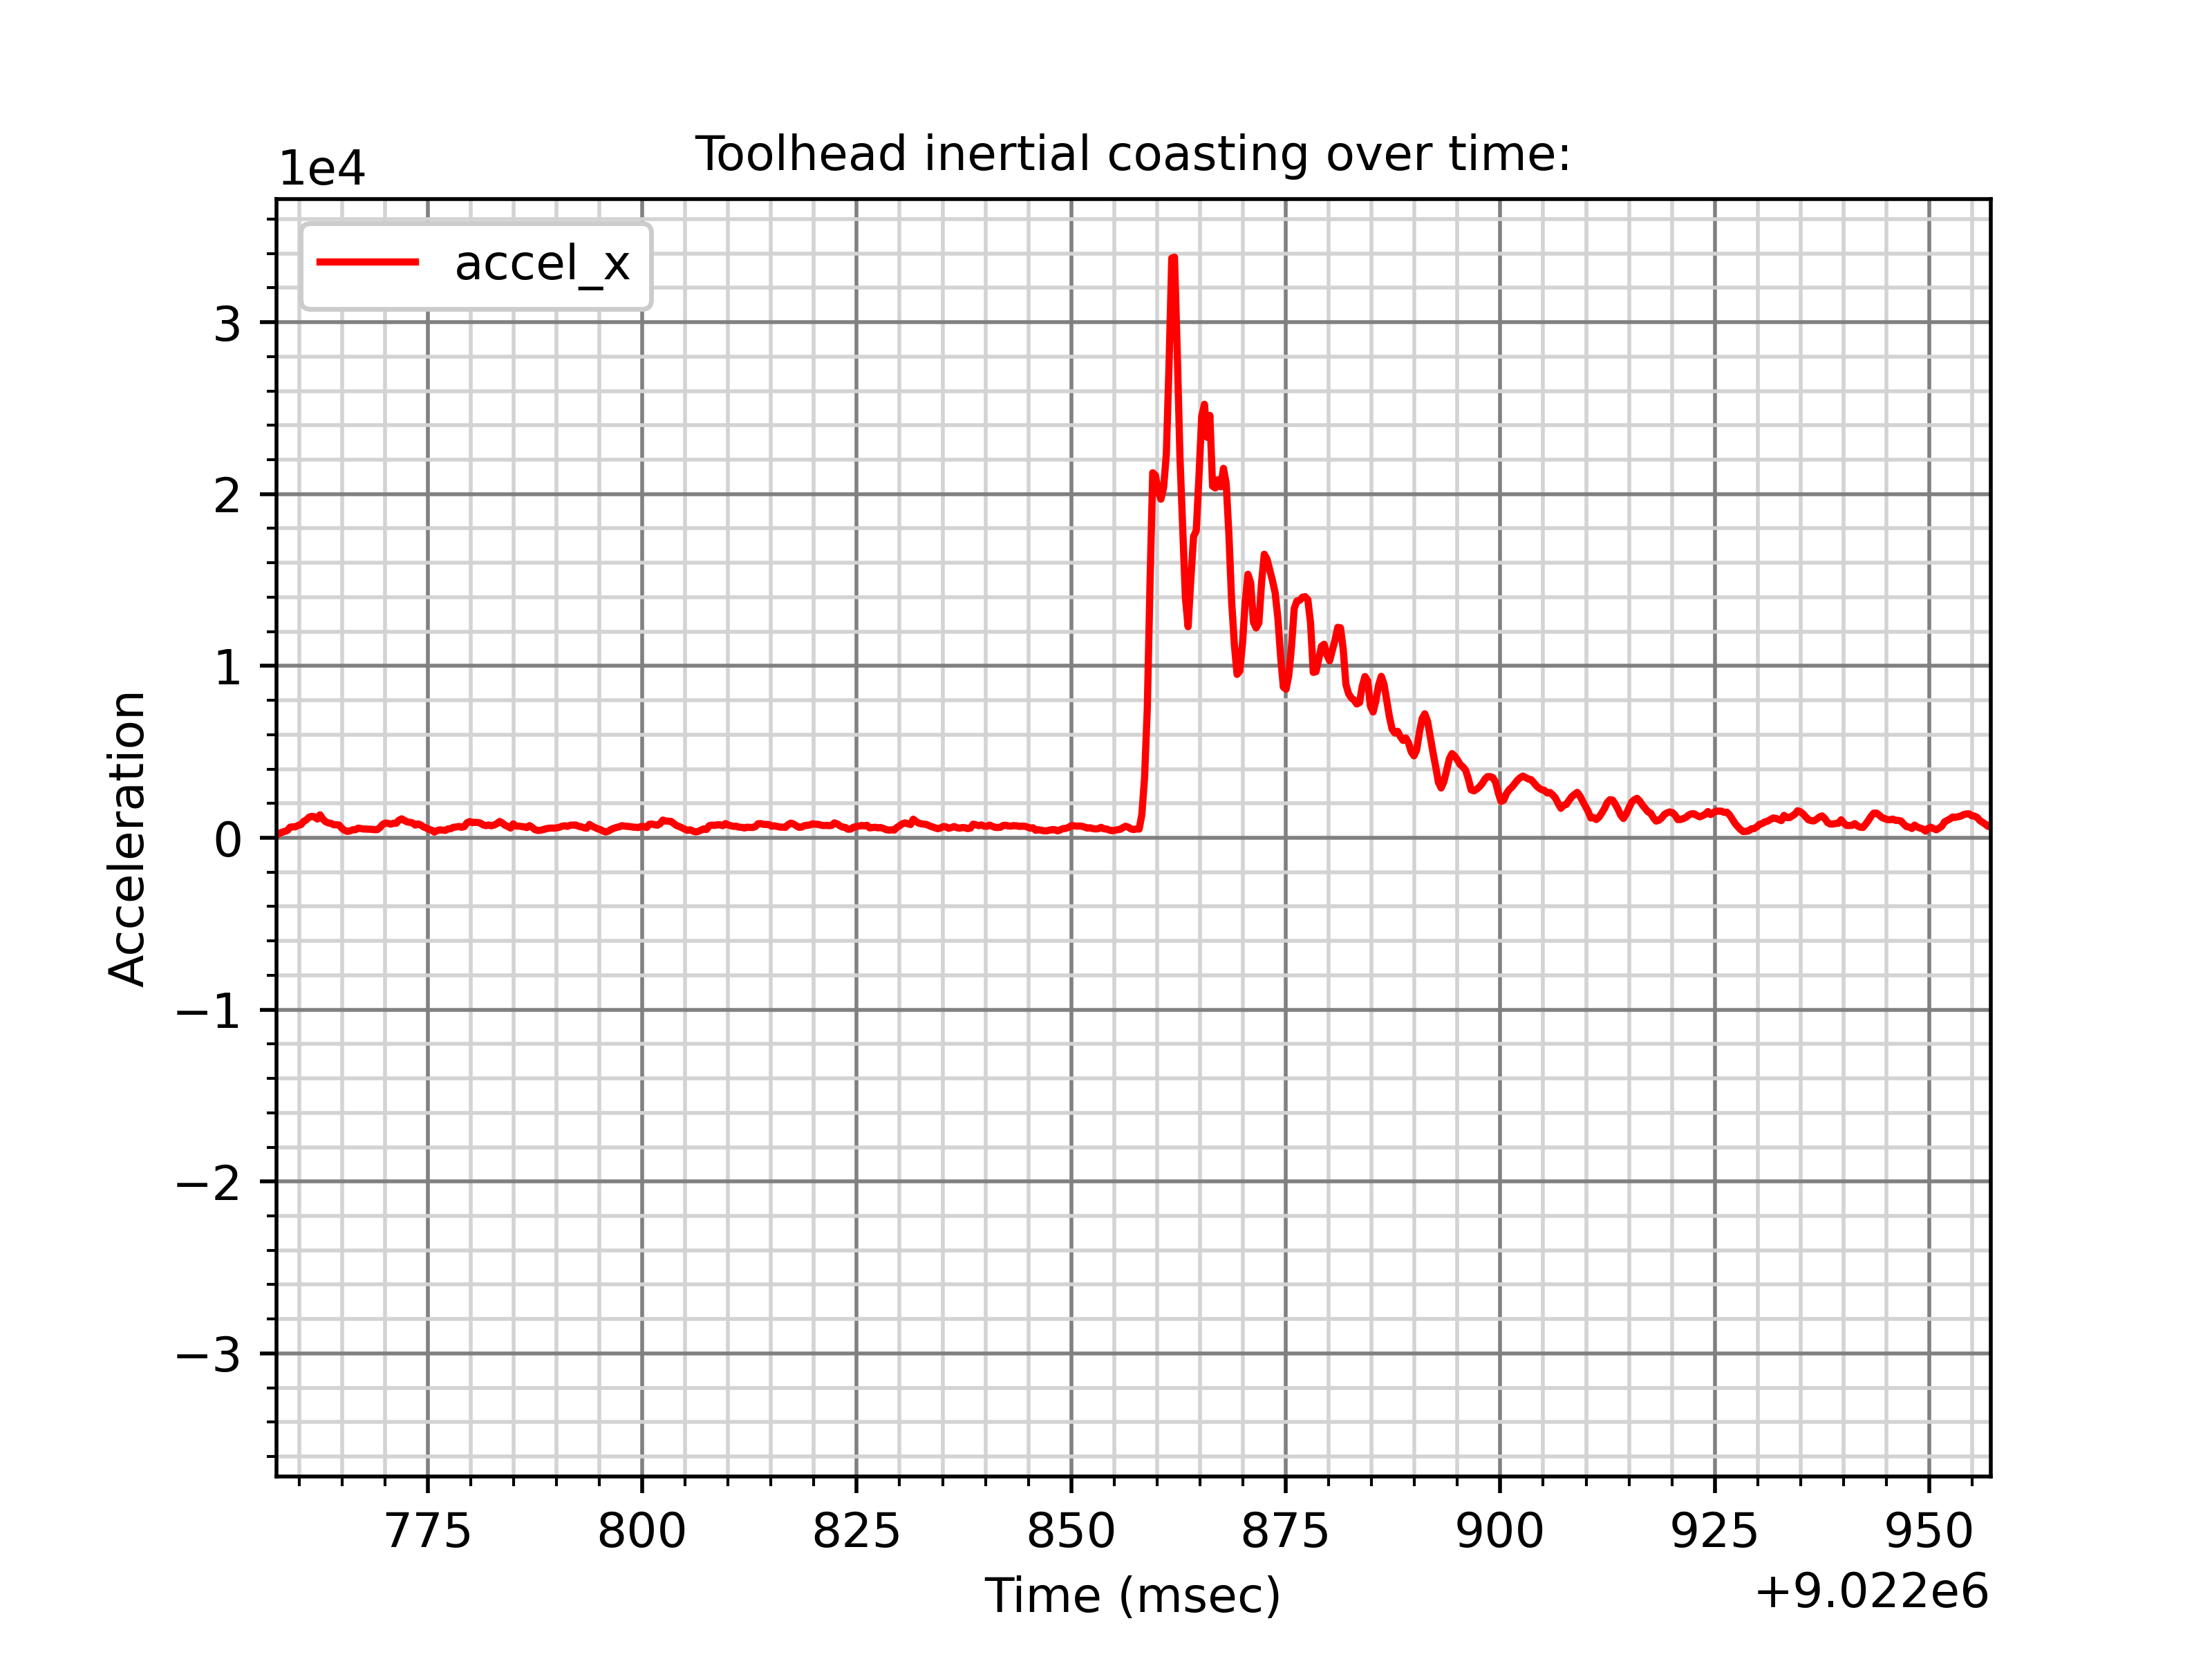 Toolhead inertial coasting over time:
1e4
accel_x
3
2
1
0
−1
−2
−3
Acceleration
775 800 825 850 875 900 925 950
Time (msec)
+9.022e6